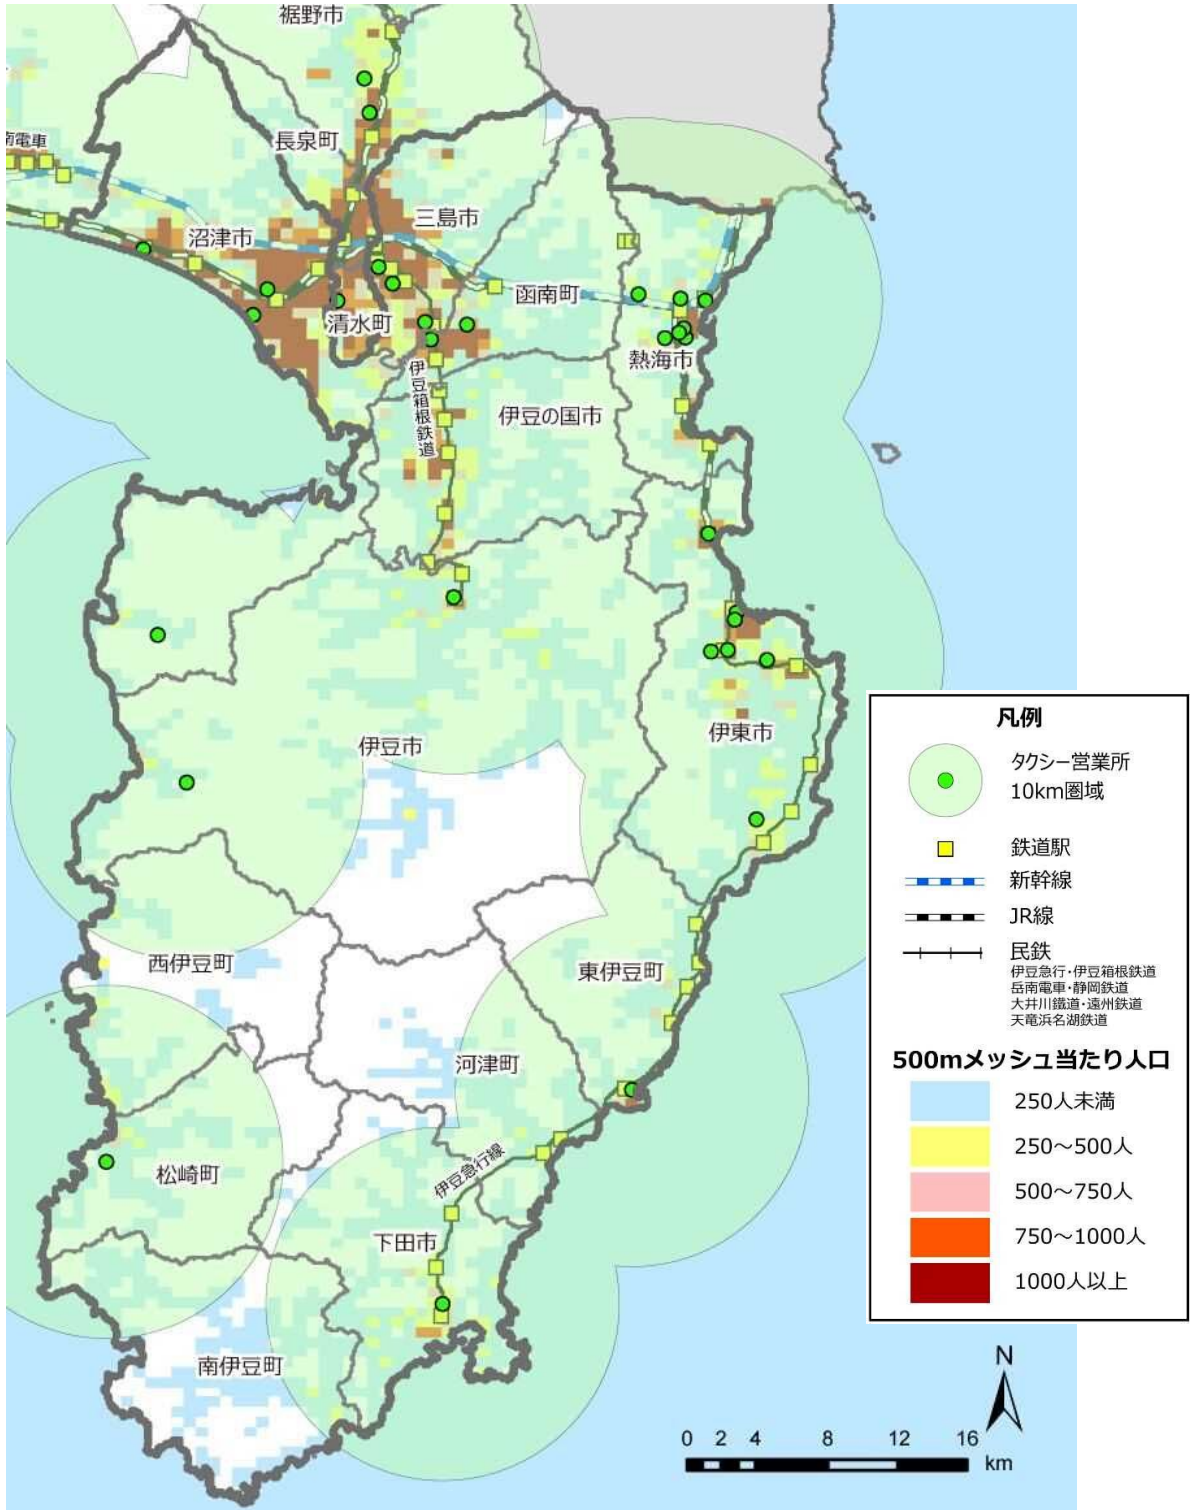 裾野市
長泉町
南電車
三島市
沼津市
函南町
清水町
熱海市
伊豆箱根鉄道
伊豆の国市
伊豆市
伊東市
西伊豆町
東伊豆町
河津町
伊豆急行線
松崎町
下田市
南伊豆町
凡例
タクシー営業所
10km圏域
鉄道駅
新幹線
JR線
民鉄
伊豆急行・伊豆箱根鉄道
岳南電車・静岡鉄道
大井川鐵道・遠州鉄道
天竜浜名湖鉄道
500mメッシュ当たり人口
250人未満
250～500人
500～750人
750～1000人
1000人以上
N
0 2 4 8 12 16
km